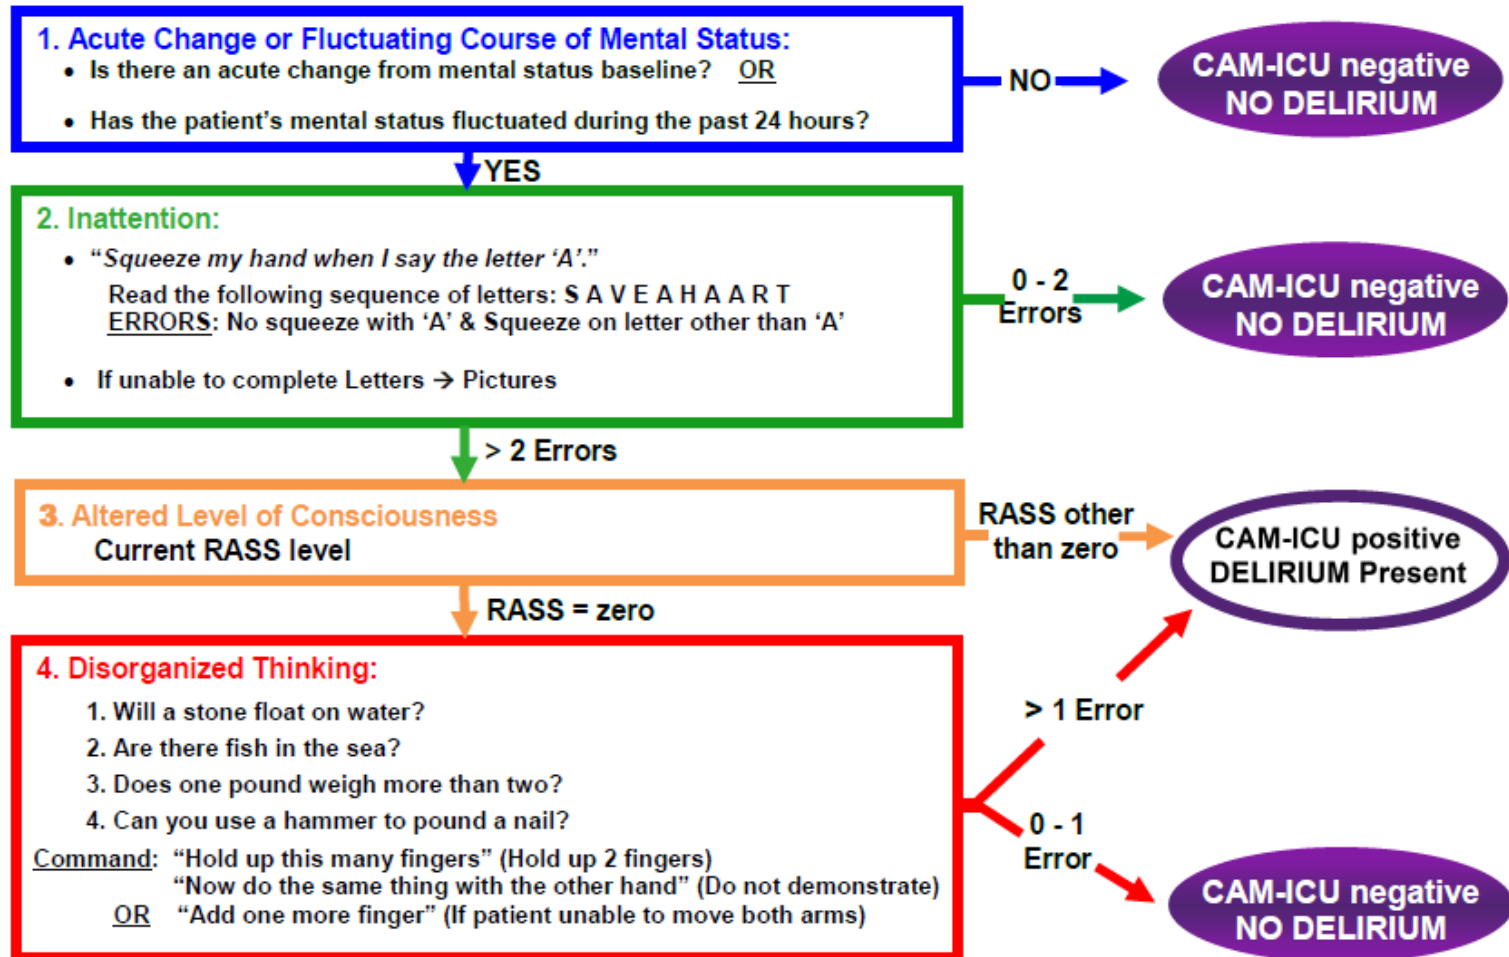 1. Acute Change or Fluctuating Course of Mental Status:
• Is there an acute change from mental status baseline? OR
• Has the patient's mental status fluctuated during the past 24 hours?
NO
CAM-ICU negative
NO DELIRIUM
YES
2. Inattention:
• "Squeeze my hand when I say the letter 'A'."
Read the following sequence of letters: S A V E A H A A R T
ERRORS: No squeeze with 'A' & Squeeze on letter other than 'A'
• If unable to complete Letters → Pictures
0 - 2
Errors
CAM-ICU negative
NO DELIRIUM
> 2 Errors
3. Altered Level of Consciousness
Current RASS level
RASS other
than zero
CAM-ICU positive
DELIRIUM Present
RASS = zero
4. Disorganized Thinking:
1. Will a stone float on water?
2. Are there fish in the sea?
3. Does one pound weigh more than two?
4. Can you use a hammer to pound a nail?
Command: "Hold up this many fingers" (Hold up 2 fingers)
"Now do the same thing with the other hand" (Do not demonstrate)
OR "Add one more finger" (If patient unable to move both arms)
> 1 Error
0 - 1
Error
CAM-ICU negative
NO DELIRIUM